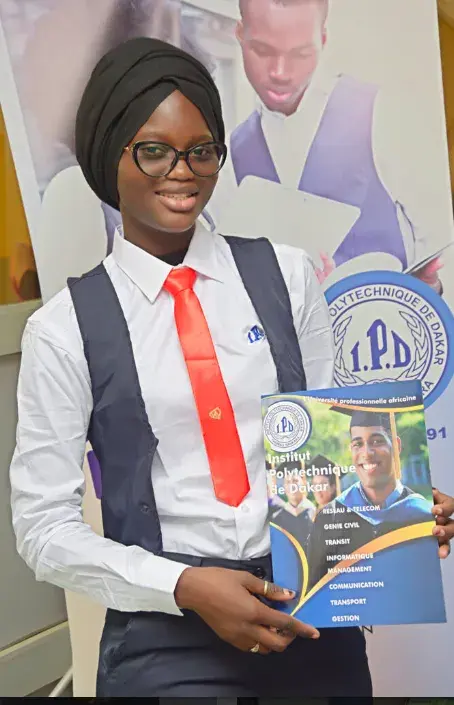 POLYTECHNIQUE DE DAKAR
I.P.D
RA
91
I.P.D
l'Université professionnelle africaine
I.P.D
Institut
Polytechnique
de Dakar
RESEAU & TELECOM
GENIE CIVIL
TRANSIT
INFORMATIQUE
MANAGEMENT
COMMUNICATION
TRANSPORT
GESTION